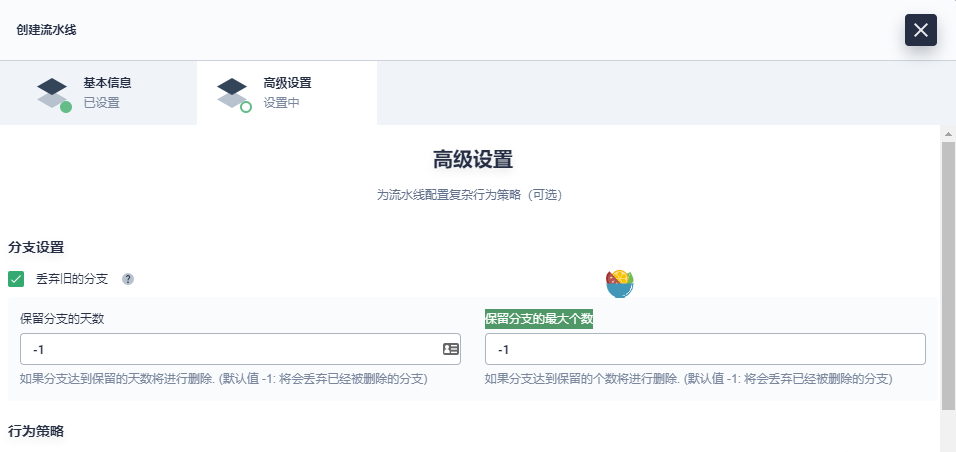 创建流水线
基本信息
已设置
高级设置
设置中
高级设置
为流水线配置复杂行为策略（可选）
分支设置
丢弃旧的分支 ?
保留分支的天数
保留分支的最大个数
-1
-1
如果分支达到保留的天数将进行删除. (默认值 -1: 将会丢弃已经被删除的分支)
如果分支达到保留的个数将进行删除. (默认值 -1: 将会丢弃已经被删除的分支)
行为策略